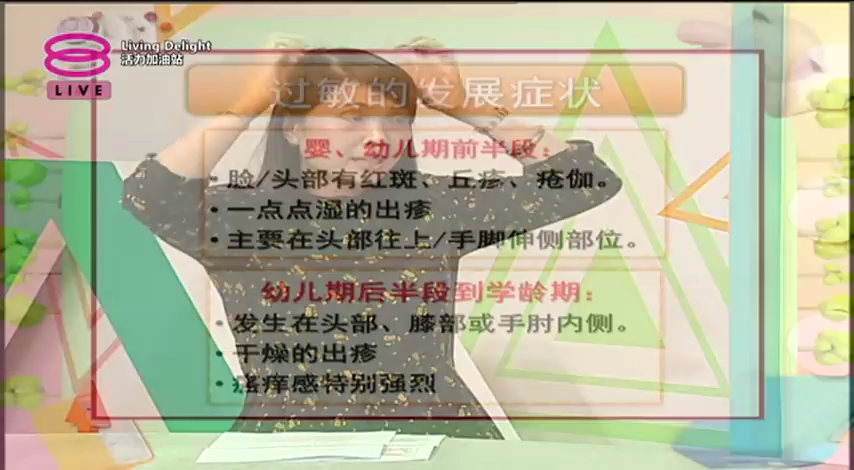 Living Delight
活力加油站
LIVE
过敏的发展症状
婴、幼儿期前半段：
·脸/头部有红斑、丘疹、疮伽。
·一点点湿的出疹
·主要在头部往上/手脚伸侧部位。
幼儿期后半段到学龄期：
·发生在头部、膝部或手肘内侧。
·干燥的出疹
·瘙痒感特别强烈